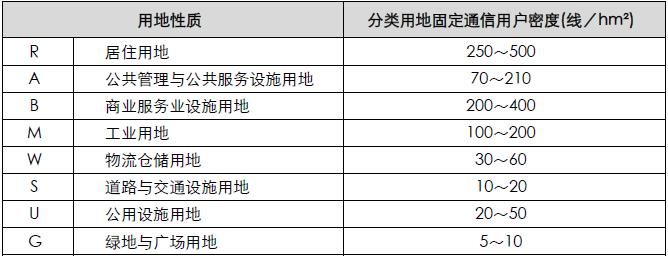 用地性质 分类用地固定通信用户密度(线／hm²)
R 居住用地 250～500
A 公共管理与公共服务设施用地 70～210
B 商业服务业设施用地 200～400
M 工业用地 100～200
W 物流仓储用地 30～60
S 道路与交通设施用地 10～20
U 公用设施用地 20～50
G 绿地与广场用地 5～10